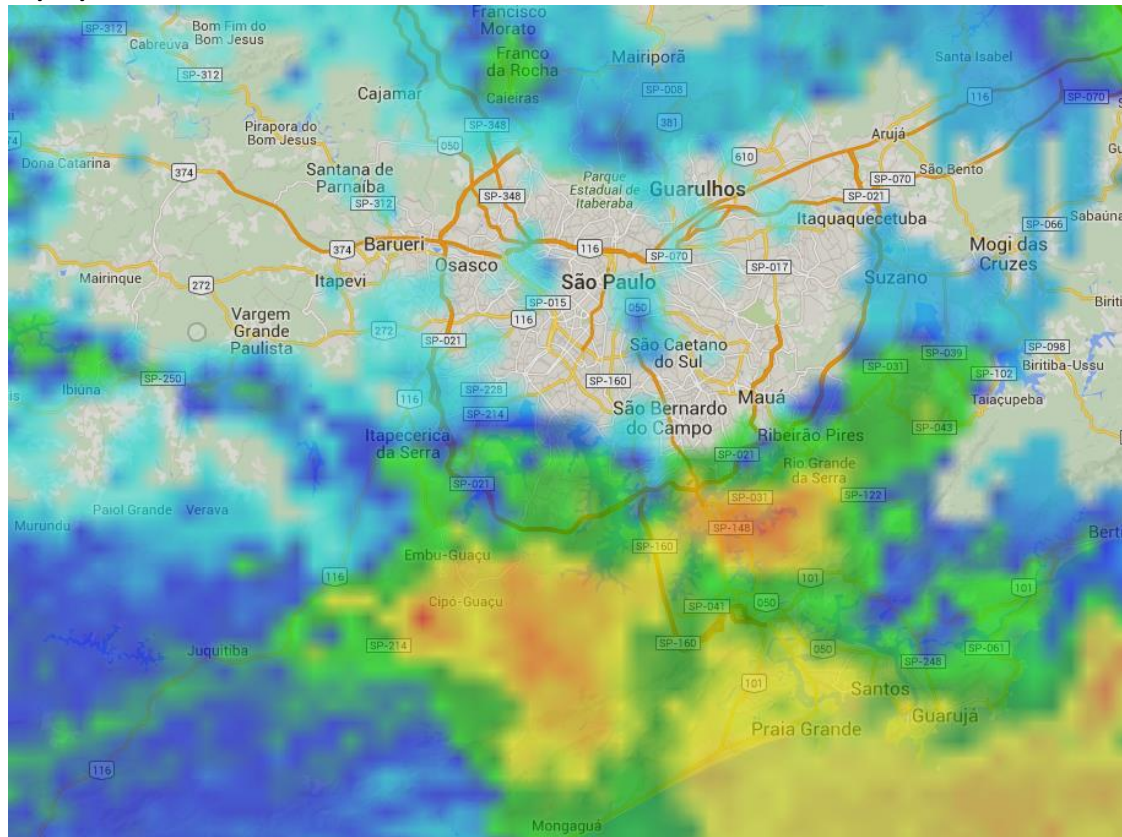 Francisco
Morato
SP-312
Bom Fim do
Bom Jesus
Cabreuva
Franco
da Rocha
Mairiporã
Santa Isabel
SP-312
Cajamar
Caieiras
SP-008
116
SP-070
Pirapora do
Bom Jesus
SP-348
381
050
610
Arujá
Dona Catarina
374
Santana de
Parnaíba
SP-348
Parque
Estadual de
Itaberaba
Guarulhos
SP-070
São Bento
SP-312
SP-021
Itaquaquecetuba
SP-066
Sabaúna
374
Barueri
116
SP-070
Mogi das
Cruzes
Osasco
SP-017
Mairinque
272
Itapevi
São Paulo
Suzano
SP-015
050
Vargem
Grande
Paulista
116
272
SP-021
São Caetano
do Sul
SP-039
SP-098
SP-031
Biritiba-Ussu
SP-250
SP-160
SP-102
Ibiúna
116
SP-228
Mauá
Taiaçupeba
SP-214
São Bernardo
do Campo
SP-043
Itapecerica
da Serra
Ribeirão Pires
SP-021
Rio Grande
da Serra
SP-021
SP-031
SP-122
Paiol Grande
Verava
Murundu
SP-148
SP-160
Embu-Guaçu
116
101
101
Cipó-Guaçu
SP-041
050
SP-214
SP-160
050
SP-061
Juquitiba
SP-248
101
Santos
Guarujá
Praia Grande
116
Mongaguá